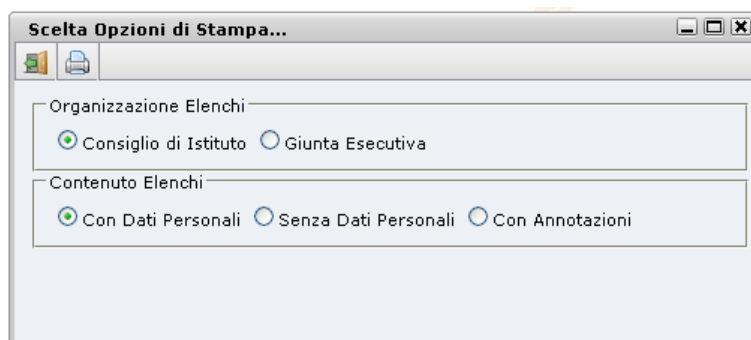 Scelta Opzioni di Stampa...
Organizzazione Elenchi
Consiglio di Istituto Giunta Esecutiva
Contenuto Elenchi
Con Dati Personali Senza Dati Personali Con Annotazioni